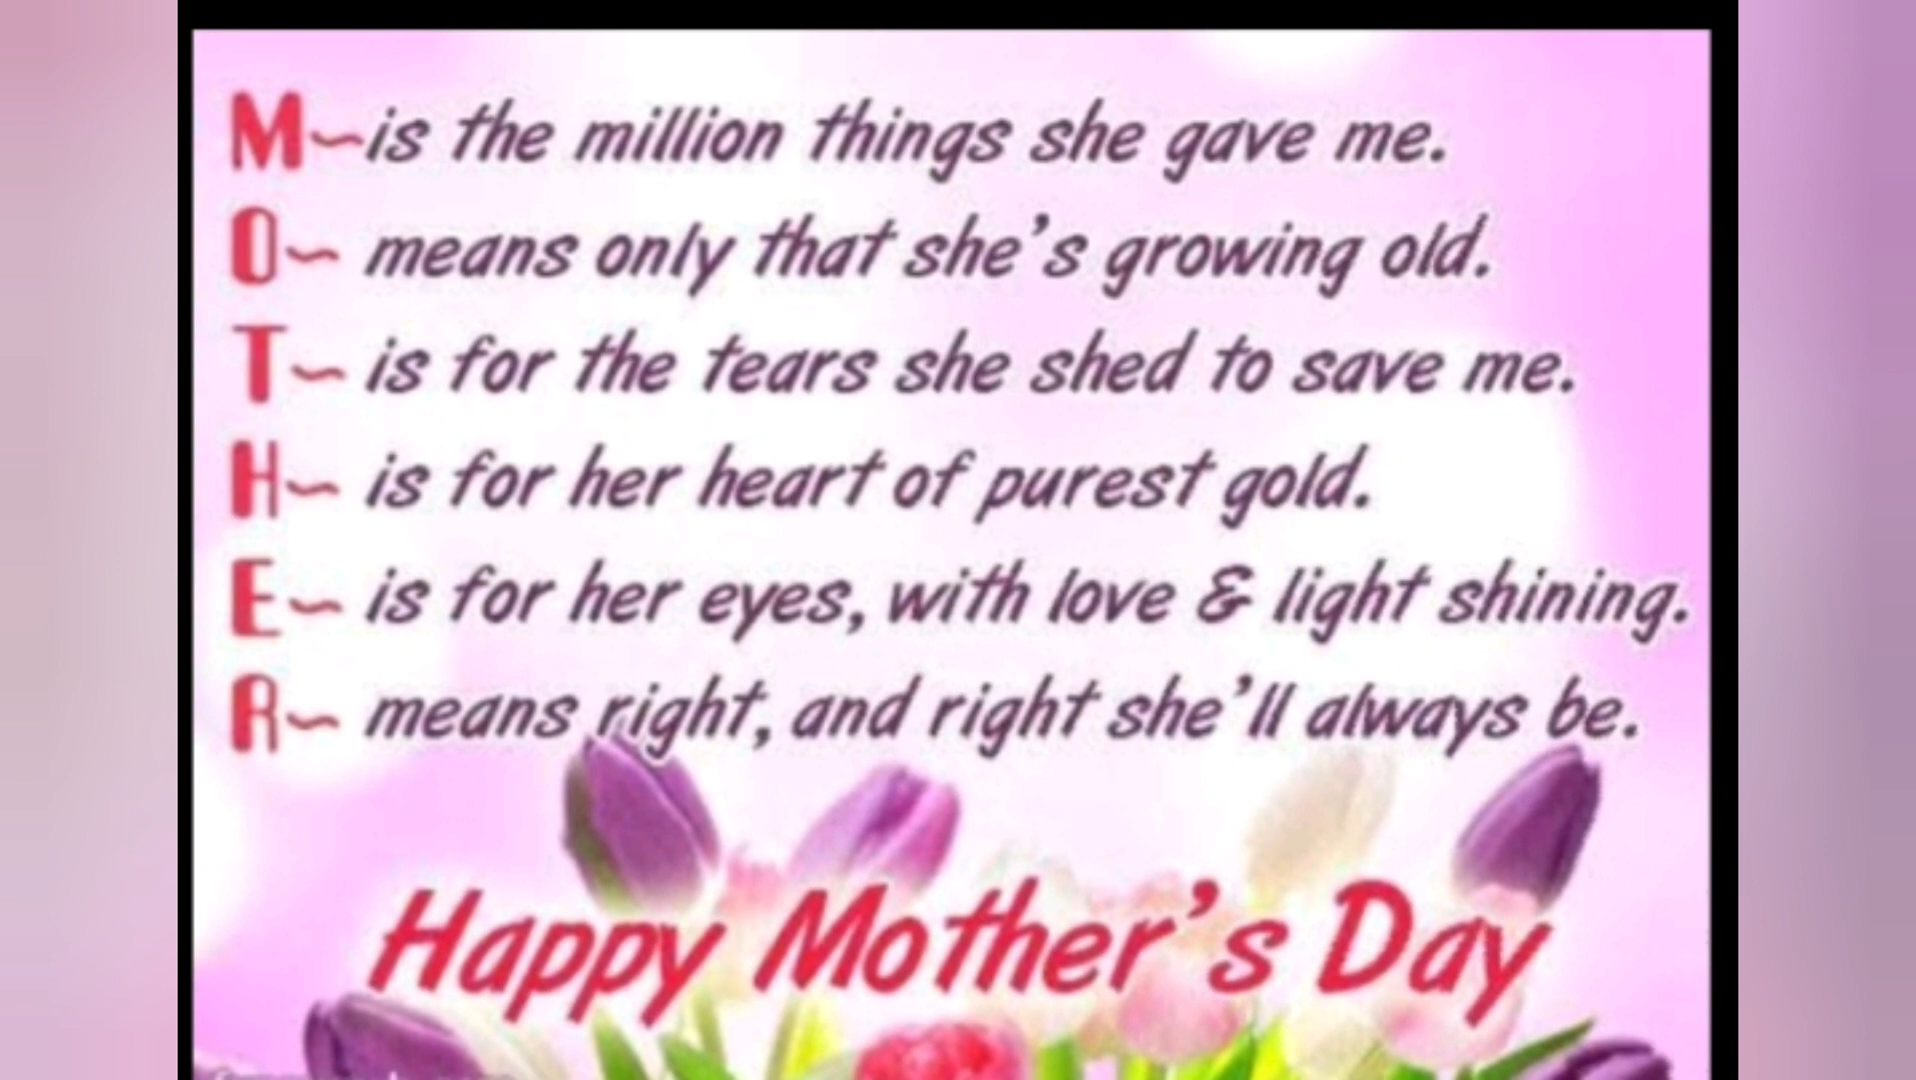 M~is the million things she gave me.
O~ means only that she's growing old.
T~ is for the tears she shed to save me.
H~ is for her heart of purest gold.
E~ is for her eyes, with love & light shining.
R~ means right, and right she'll always be.
Happy Mother's Day